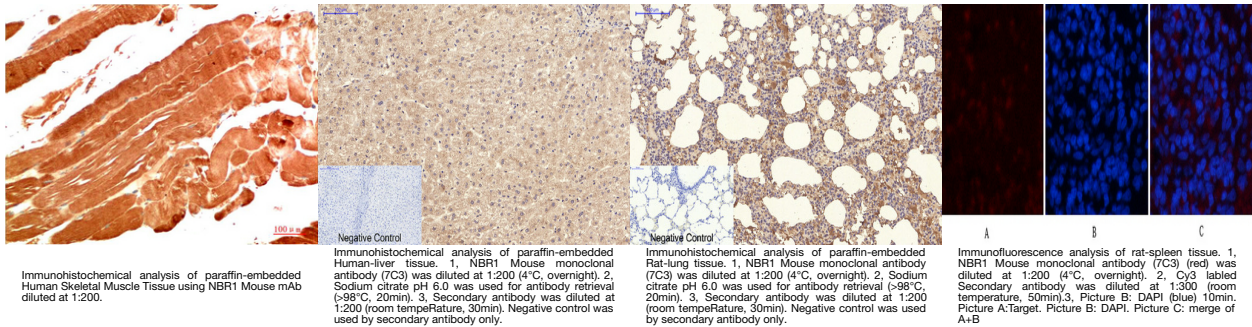 100 μm
Immunohistochemical analysis of paraffin-embedded
Human Skeletal Muscle Tissue using NBR1 Mouse mAb
diluted at 1:200.
Negative Control
Immunohistochemical analysis of paraffin-embedded
Human-liver tissue. 1, NBR1 Mouse monoclonal
antibody (7C3) was diluted at 1:200 (4°C, overnight). 2,
Sodium citrate pH 6.0 was used for antibody retrieval
(>98°C, 20min). 3, Secondary antibody was diluted at
1:200 (room tempeRature, 30min). Negative control was
used by secondary antibody only.
Negative Control
Immunohistochemical analysis of paraffin-embedded
Rat-lung tissue. 1, NBR1 Mouse monoclonal antibody
(7C3) was diluted at 1:200 (4°C, overnight). 2, Sodium
citrate pH 6.0 was used for antibody retrieval (>98°C,
20min). 3, Secondary antibody was diluted at 1:200
(room tempeRature, 30min). Negative control was used
by secondary antibody only.
A B C
Immunofluorescence analysis of rat-spleen tissue. 1,
NBR1 Mouse monoclonal antibody (7C3) (red) was
diluted at 1:200 (4°C, overnight). 2, Cy3 labled
Secondary antibody was diluted at 1:300 (room
temperature, 50min).3, Picture B: DAPI (blue) 10min.
Picture A:Target. Picture B: DAPI. Picture C: merge of
A+B